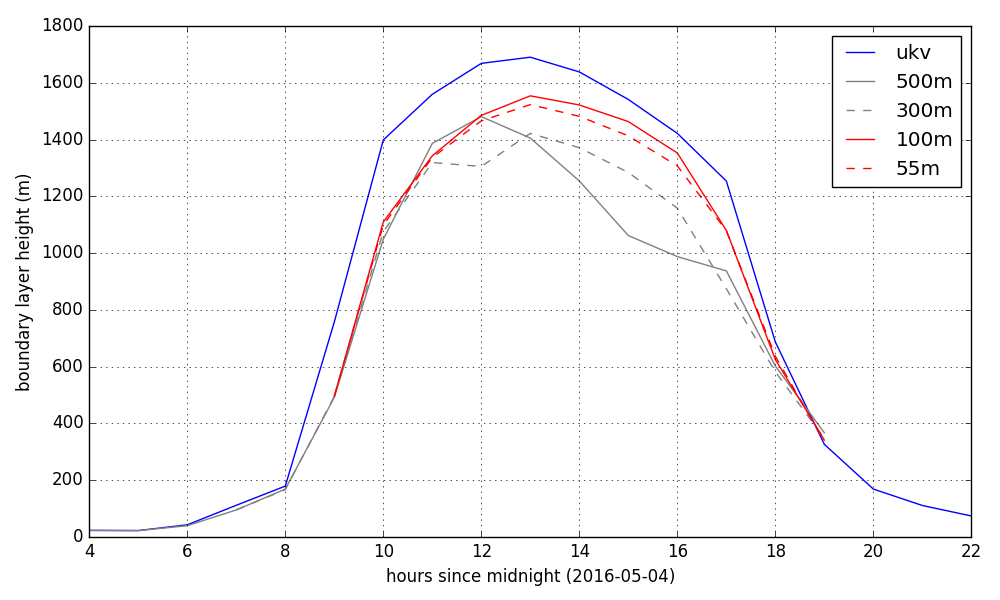 1800
1600
1400
1200
1000
800
600
400
200
0
boundary layer height (m)
ukv
500m
300m
100m
55m
4 6 8 10 12 14 16 18 20 22
hours since midnight (2016-05-04)